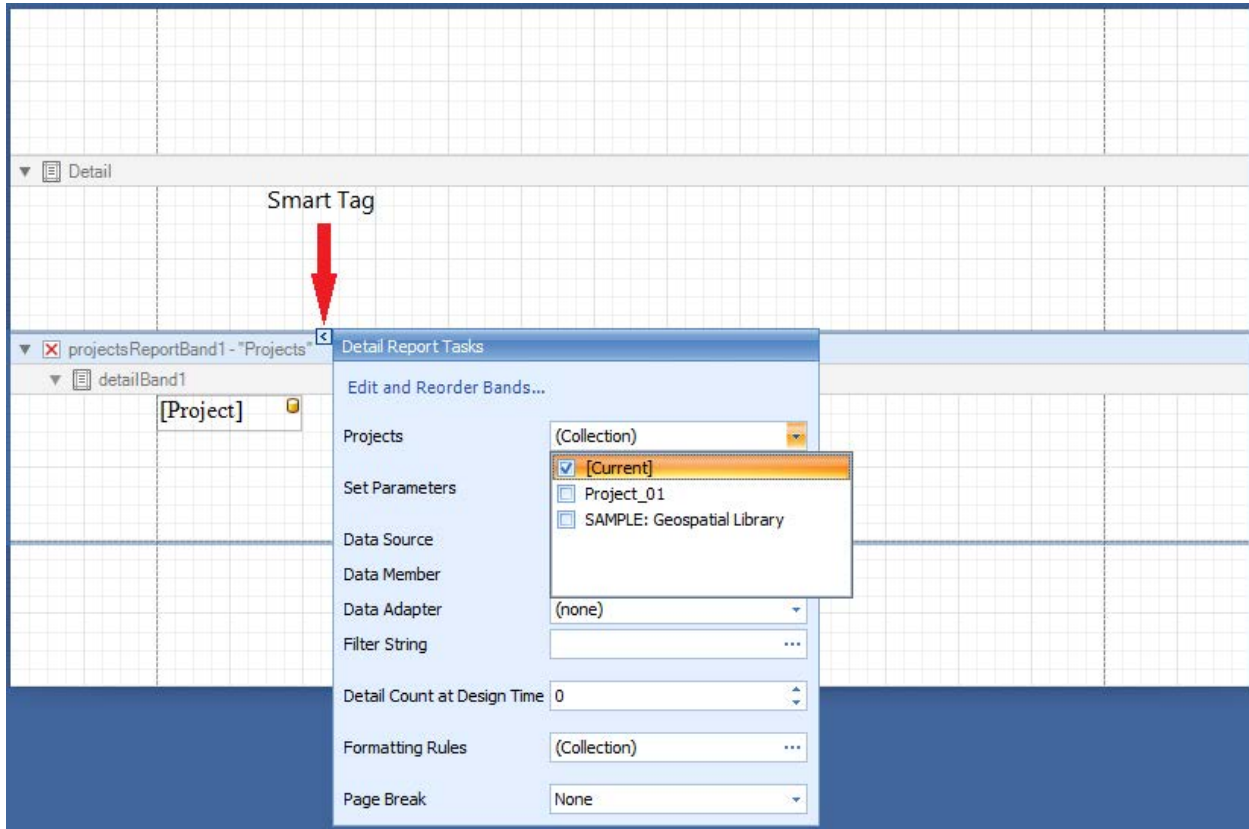 Detail
Smart Tag
projectsReportBand1 - "Projects"
Detail Report Tasks
detailBand1
Edit and Reorder Bands...
[Project]
Projects (Collection)
[Current]
Set Parameters
Project_01
SAMPLE: Geospatial Library
Data Source
Data Member
Data Adapter (none)
Filter String
Detail Count at Design Time 0
Formatting Rules (Collection)
Page Break None